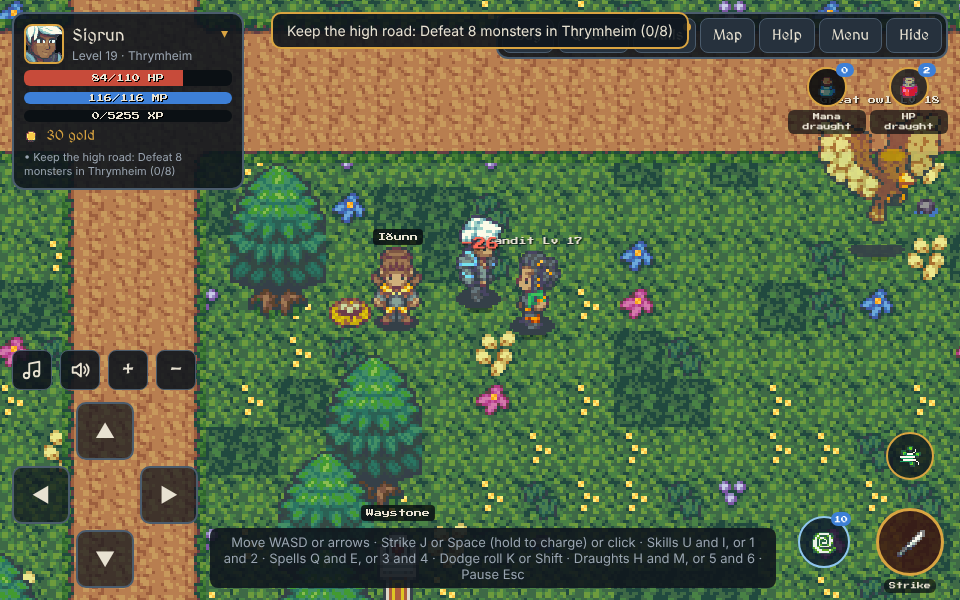 Sigrun
Level 19 · Thrymheim
84/110 HP
116/116 MP
0/5255 XP
30 gold
• Keep the high road: Defeat 8
monsters in Thrymheim (0/8)
Keep the high road: Defeat 8 monsters in Thrymheim (0/8)
Map
Help
Menu
Hide
0
2
18
Mana
draught
HP
draught
Iðunn
26
Lv 17
Waystone
Move WASD or arrows · Strike J or Space (hold to charge) or click · Skills U and I, or 1
and 2 · Spells Q and E, or 3 and 4 · Dodge roll K or Shift · Draughts H and M, or 5 and 6 ·
Pause Esc
10
Strike